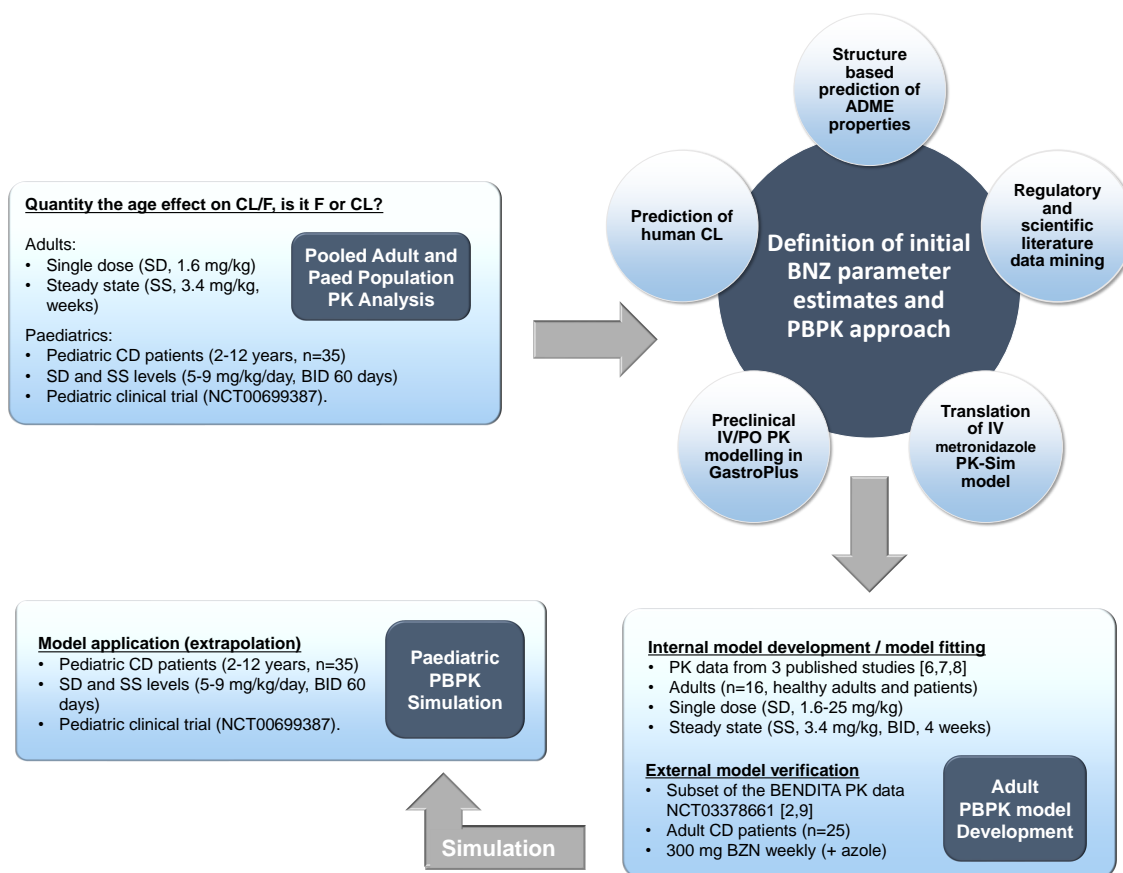 Quantity the age effect on CL/F, is it F or CL?
Adults:
• Single dose (SD, 1.6 mg/kg)
• Steady state (SS, 3.4 mg/kg,
weeks)
Paediatrics:
• Pediatric CD patients (2-12 years, n=35)
• SD and SS levels (5-9 mg/kg/day, BID 60 days)
• Pediatric clinical trial (NCT00699387).
Pooled Adult and
Paed Population
PK Analysis
Structure
based
prediction of
ADME
properties
Prediction of
human CL
Regulatory
and
scientific
literature
data mining
Definition of initial
BNZ parameter
estimates and
PBPK approach
Preclinical
IV/PO PK
modelling in
GastroPlus
Translation
of IV
metronidazole
PK-Sim
model
Internal model development / model fitting
• PK data from 3 published studies [6,7,8]
• Adults (n=16, healthy adults and patients)
• Single dose (SD, 1.6-25 mg/kg)
• Steady state (SS, 3.4 mg/kg, BID, 4 weeks)
External model verification
• Subset of the BENDITA PK data
NCT03378661 [2,9]
• Adult CD patients (n=25)
• 300 mg BZN weekly (+ azole)
Adult
PBPK model
Development
Simulation
Model application (extrapolation)
• Pediatric CD patients (2-12 years, n=35)
• SD and SS levels (5-9 mg/kg/day, BID 60
days)
• Pediatric clinical trial (NCT00699387).
Paediatric
PBPK
Simulation